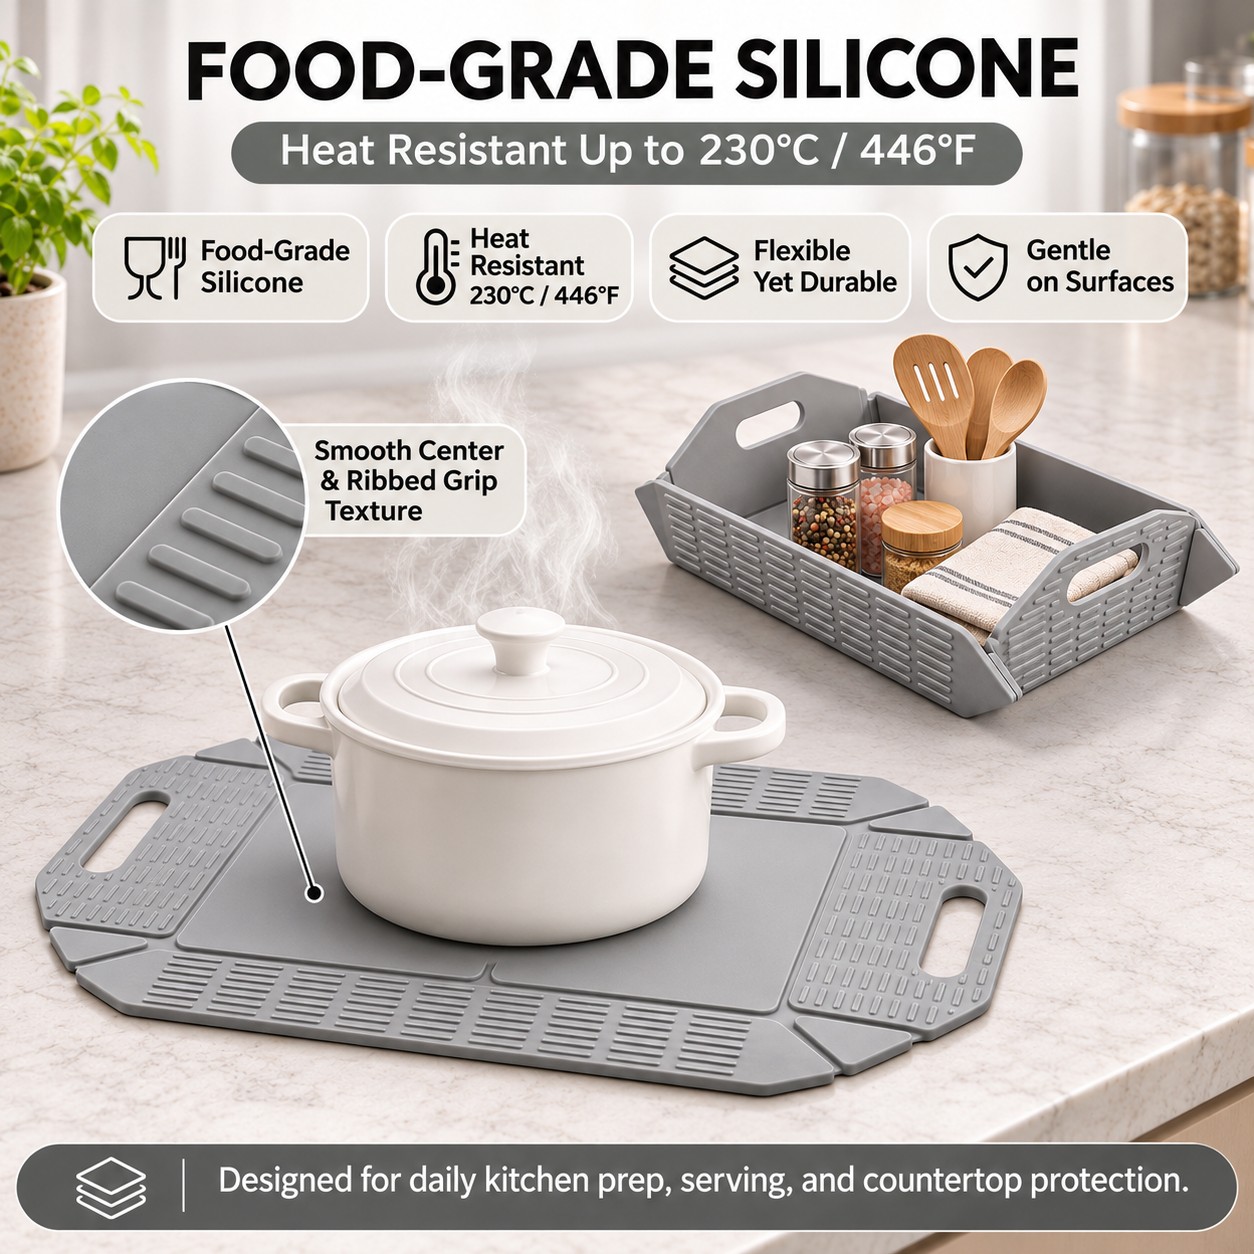 FOOD-GRADE SILICONE
Heat Resistant Up to 230°C / 446°F
Food-Grade
Silicone
Heat
Resistant
230°C / 446°F
Flexible
Yet Durable
Gentle
on Surfaces
Smooth Center
& Ribbed Grip
Texture
Designed for daily kitchen prep, serving, and countertop protection.